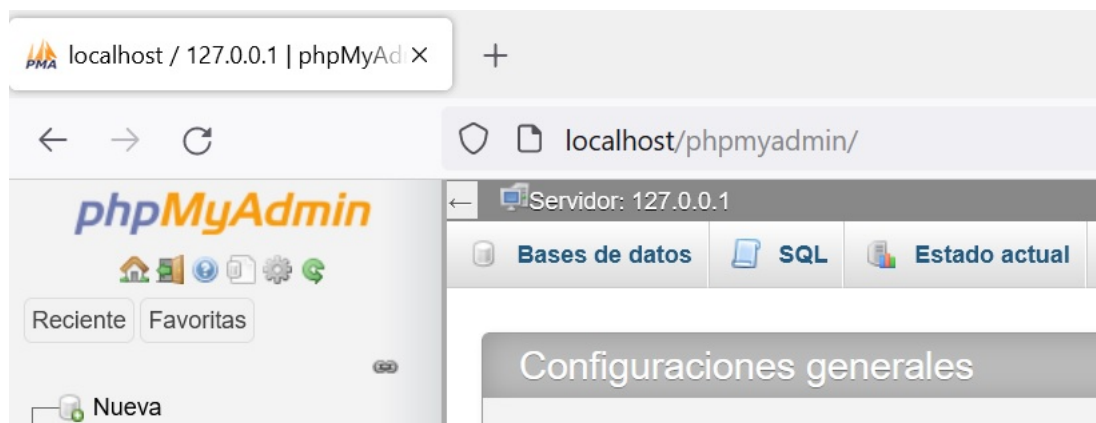 localhost / 127.0.0.1 | phpMyAd
localhost/phpmyadmin/
phpMyAdmin
Reciente Favoritas
Nueva
Servidor: 127.0.0.1
Bases de datos SQL Estado actual
Configuraciones generales